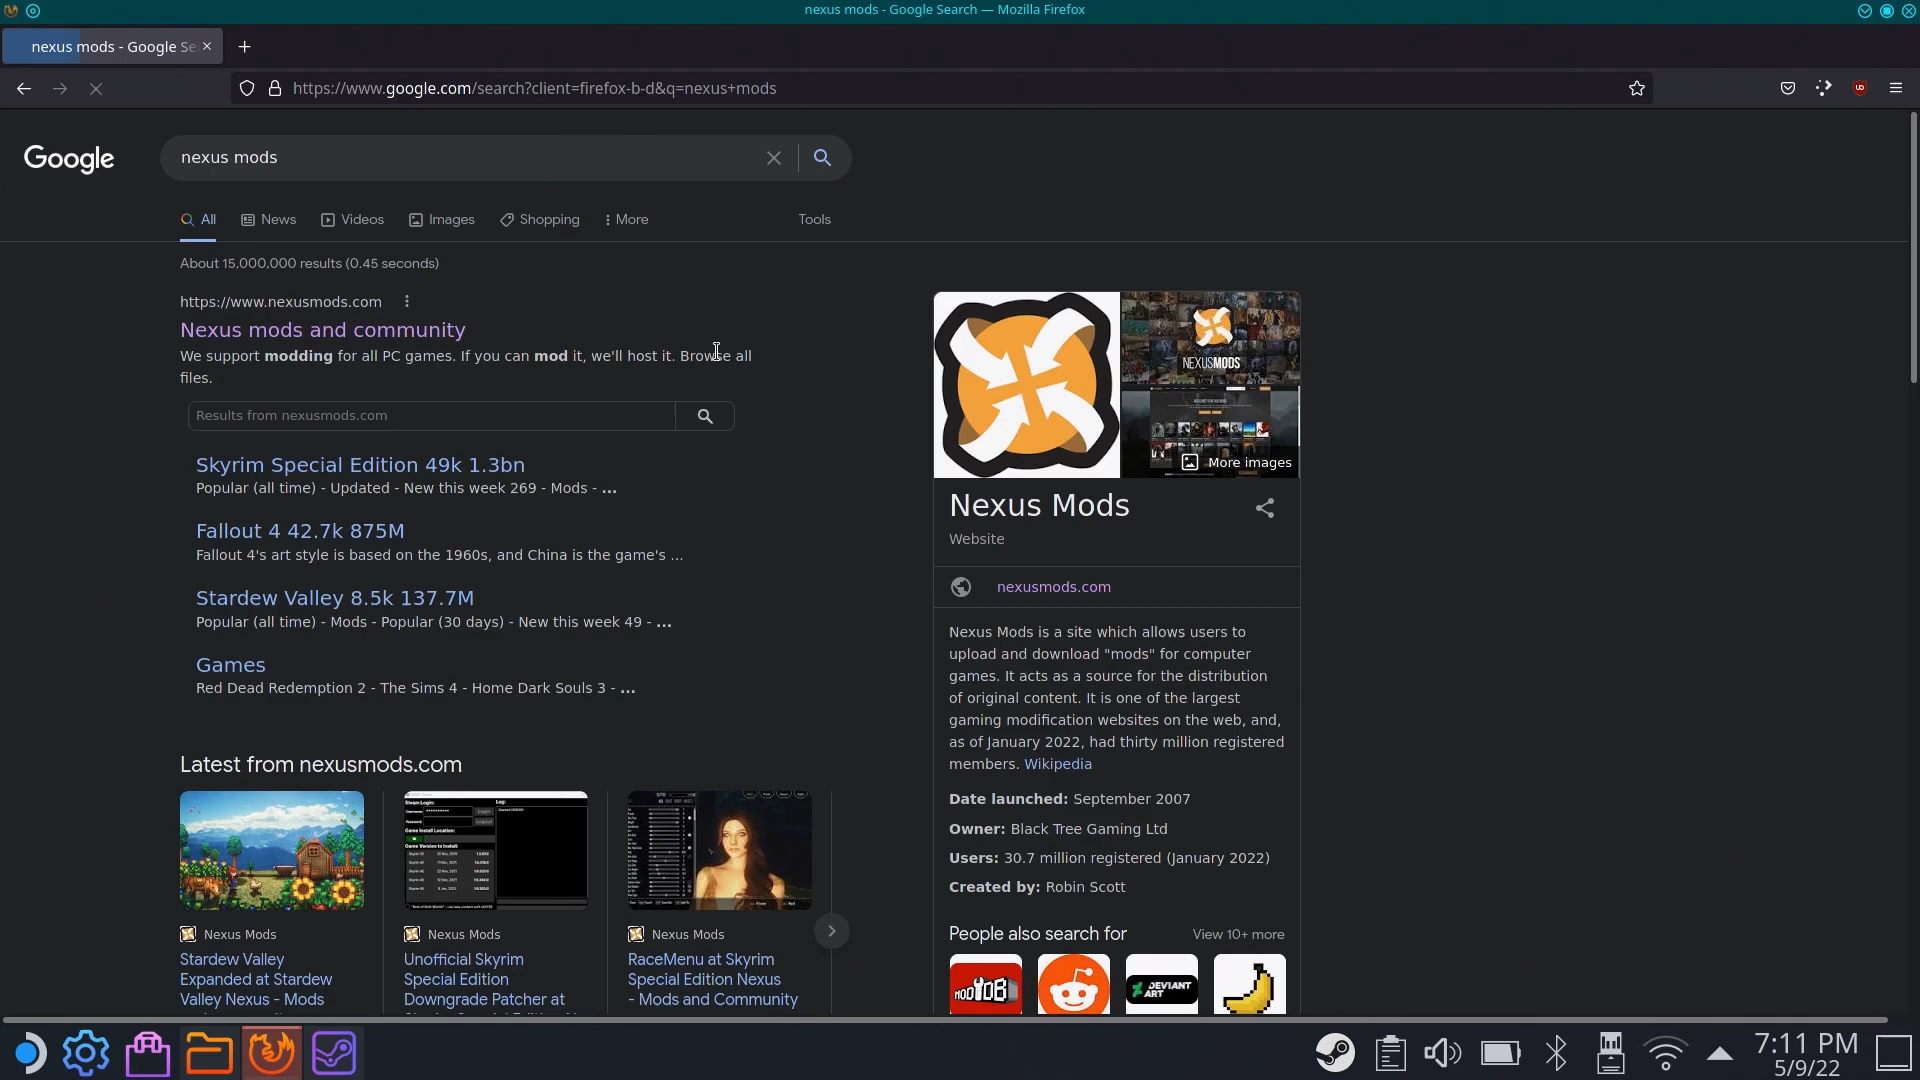 nexus mods - Google Search — Mozilla Firefox
nexus mods - Google Se
https://www.google.com/search?client=firefox-b-d&q=nexus+mods
Google
nexus mods
All
News
Videos
Images
Shopping
More
Tools
About 15,000,000 results (0.45 seconds)
https://www.nexusmods.com
Nexus mods and community
We support modding for all PC games. If you can mod it, we'll host it. Browse all
files.
Results from nexusmods.com
Skyrim Special Edition 49k 1.3bn
Popular (all time) - Updated - New this week 269 - Mods - ...
Fallout 4 42.7k 875M
Fallout 4's art style is based on the 1960s, and China is the game's ...
Stardew Valley 8.5k 137.7M
Popular (all time) - Mods - Popular (30 days) - New this week 49 - ...
Games
Red Dead Redemption 2 - The Sims 4 - Home Dark Souls 3 - ...
Latest from nexusmods.com
Steam Login:
Log:
Game Install Location:
Game Version to Install:
Nexus Mods
Stardew Valley
Expanded at Stardew
Valley Nexus - Mods
Nexus Mods
Unofficial Skyrim
Special Edition
Downgrade Patcher at
Nexus Mods
RaceMenu at Skyrim
Special Edition Nexus
- Mods and Community
NEXUSMODS
More images
Nexus Mods
Website
nexusmods.com
Nexus Mods is a site which allows users to
upload and download "mods" for computer
games. It acts as a source for the distribution
of original content. It is one of the largest
gaming modification websites on the web, and,
as of January 2022, had thirty million registered
members. Wikipedia
Date launched: September 2007
Owner: Black Tree Gaming Ltd
Users: 30.7 million registered (January 2022)
Created by: Robin Scott
People also search for
View 10+ more
MODDB
DEVIANT
ART
7:11 PM
5/9/22